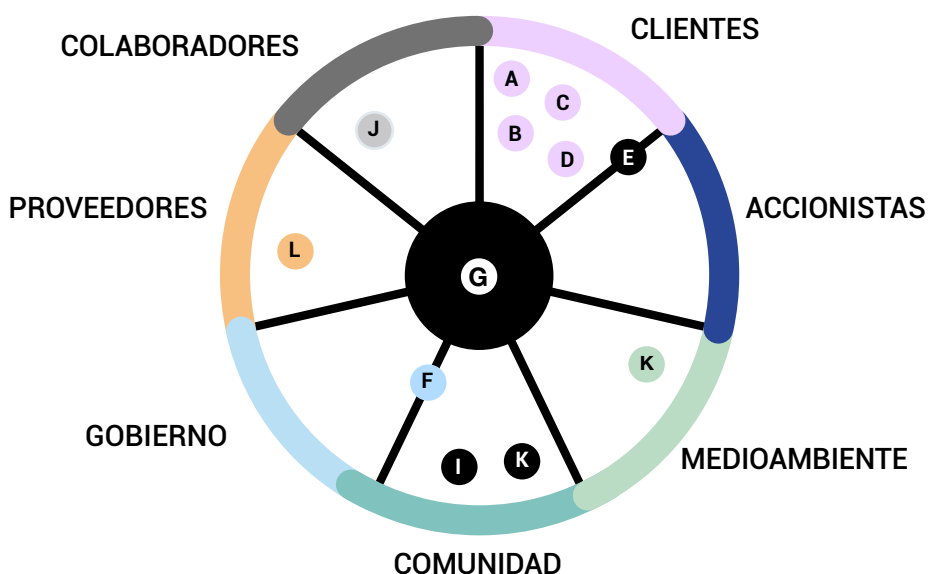 CLIENTES
COLABORADORES
A
C
J
B
D
E
PROVEEDORES
ACCIONISTAS
L
G
K
F
GOBIERNO
I
K
MEDIOAMBIENTE
COMUNIDAD